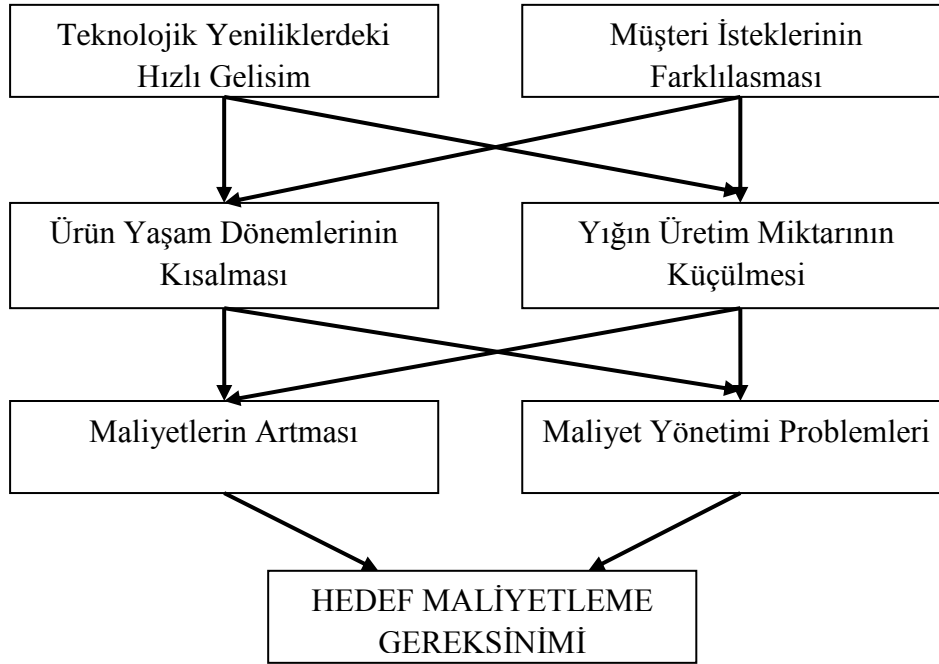 Teknolojik Yeniliklerdeki
Hızlı Gelisim
Müşteri İsteklerinin
Farklılasması
Ürün Yaşam Dönemlerinin
Kısalması
Yığın Üretim Miktarının
Küçülmesi
Maliyetlerin Artması
Maliyet Yönetimi Problemleri
HEDEF MALİYETLEME
GEREKSİNİMİ